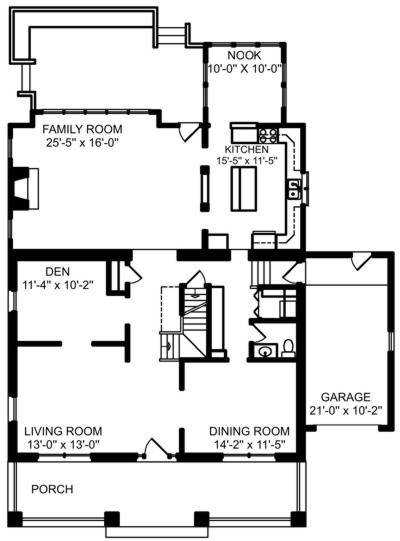 NOOK
10'-0" X 10'-0"
FAMILY ROOM
25'-5" x 16'-0"
KITCHEN
15'-5" x 11'-5"
DEN
11'-4" x 10'-2"
GARAGE
21'-0" x 10'-2"
LIVING ROOM
13'-0" x 13'-0"
DINING ROOM
14'-2" x 11'-5"
PORCH